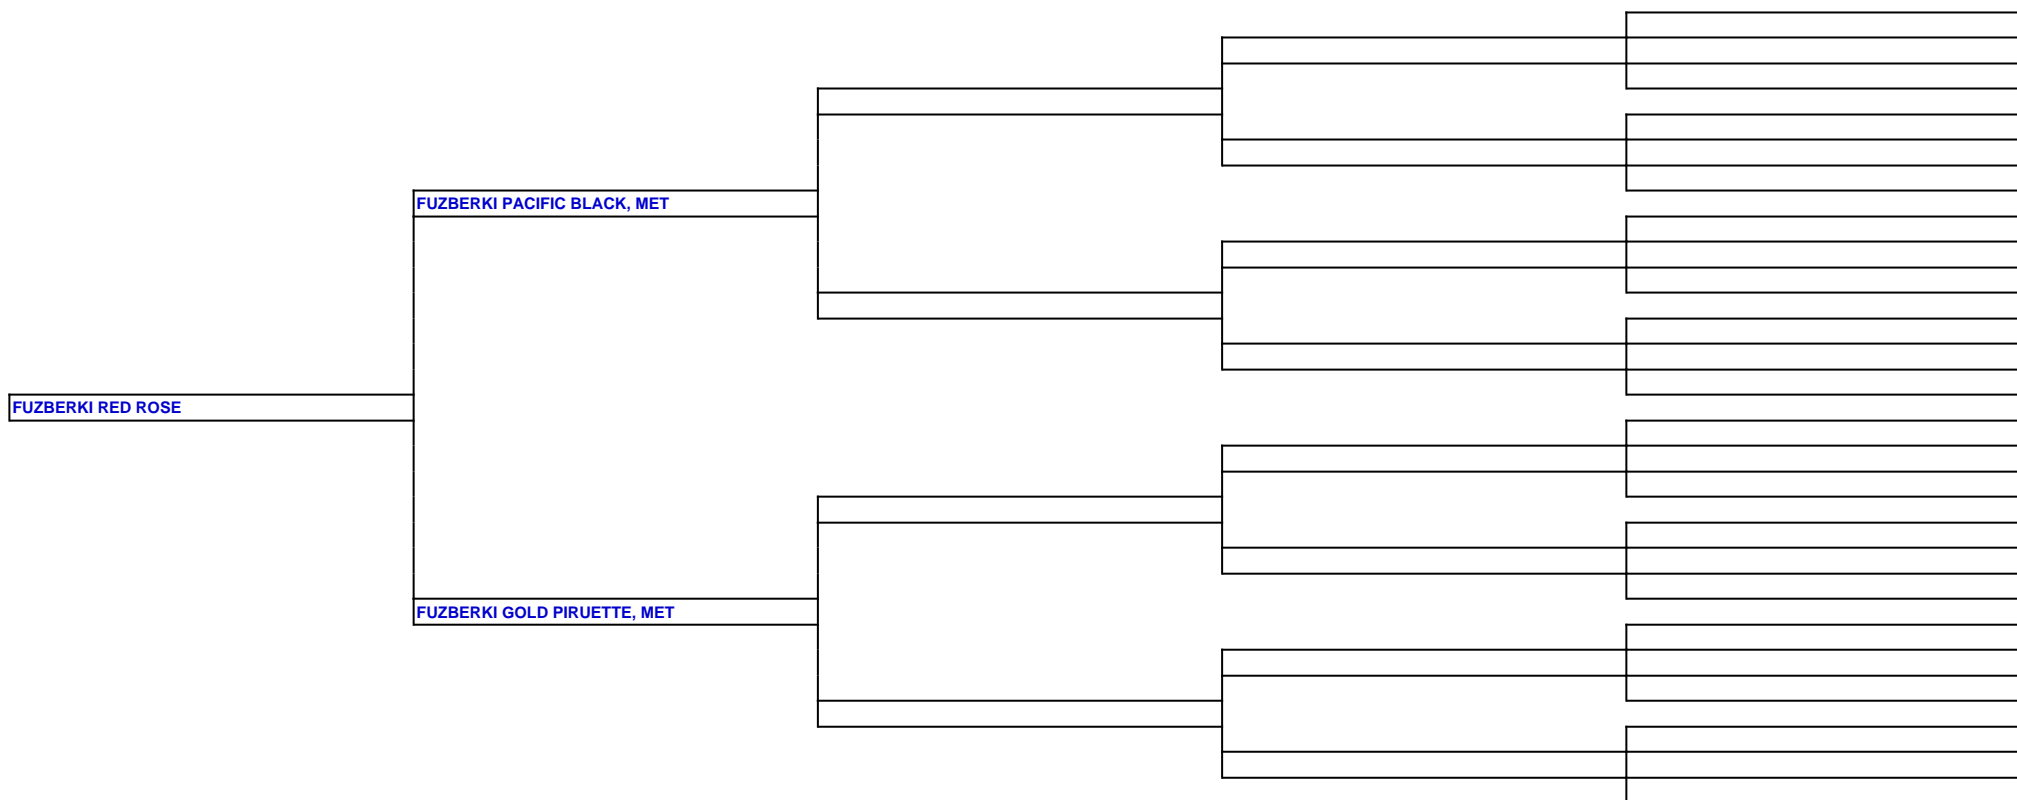 FUZBERKI PACIFIC BLACK, MET
FUZBERKI RED ROSE
FUZBERKI GOLD PIRUETTE, MET